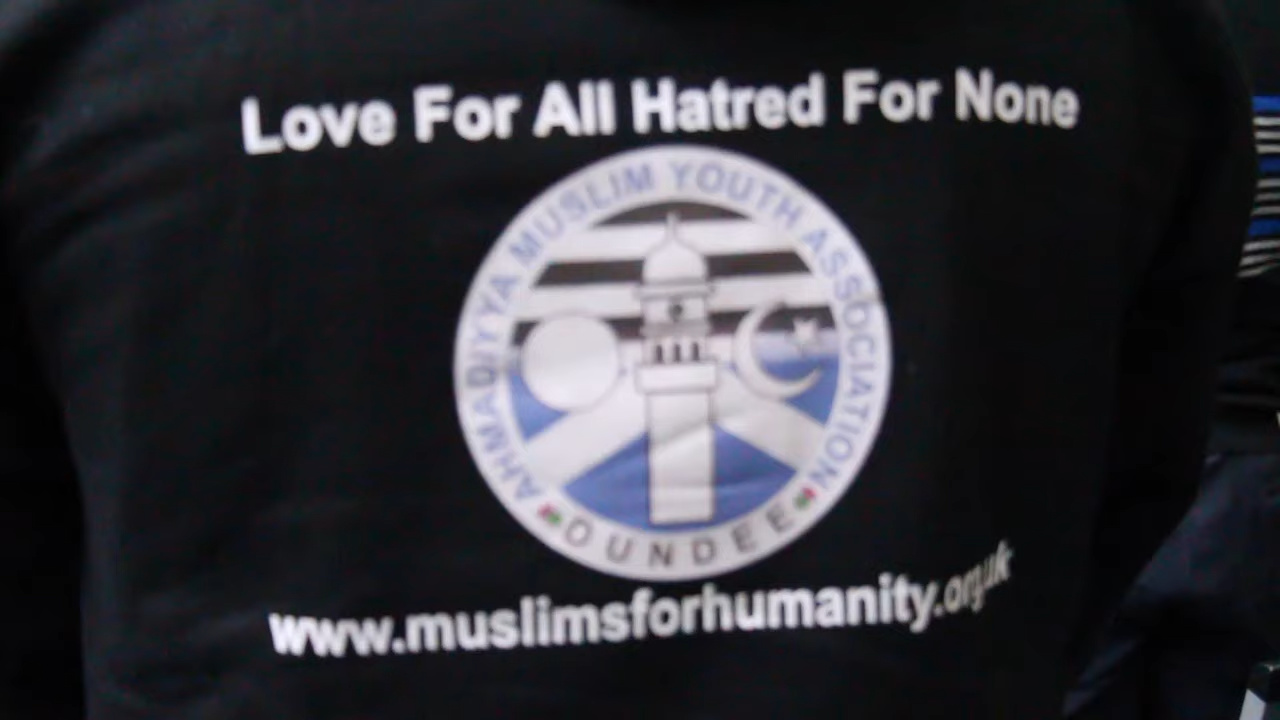 Love For All Hatred For None
AHMADIYYA MUSLIM YOUTH ASSOCIATION
DUNDEE
www.muslimsforhumanity.org.uk